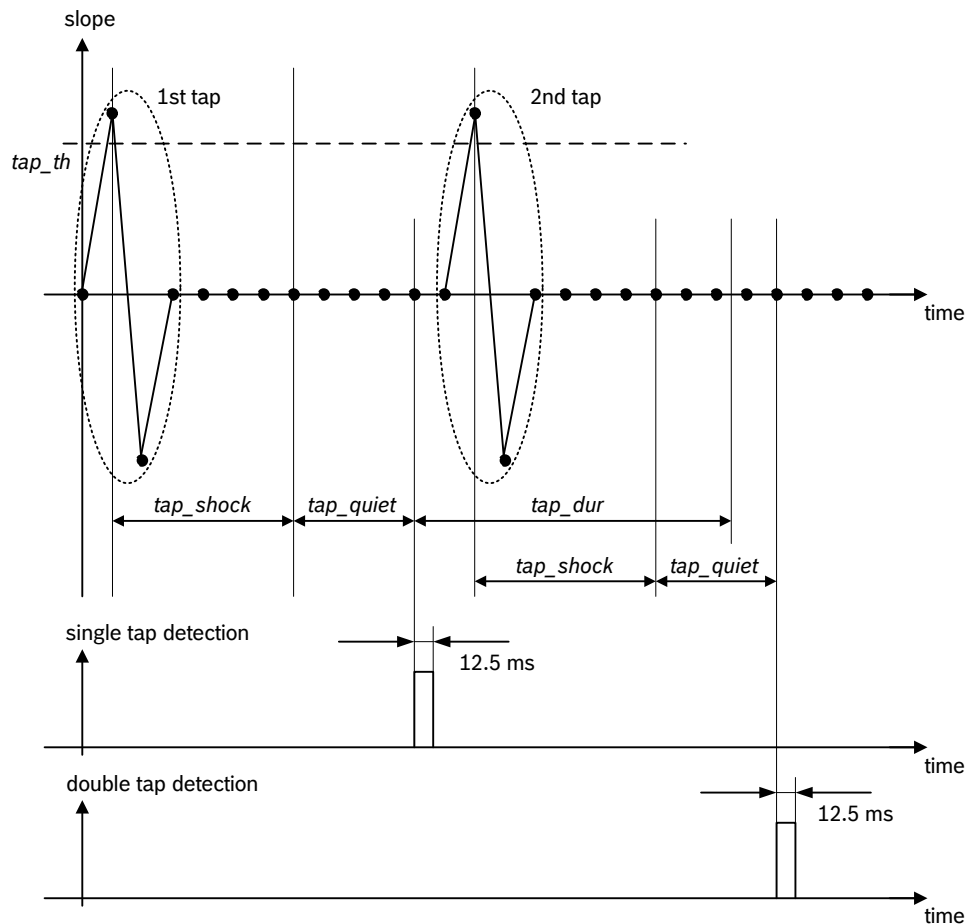 slope
1st tap
2nd tap
tap_th
time
tap_shock
tap_quiet
tap_dur
tap_shock
tap_quiet
single tap detection
12.5 ms
time
double tap detection
12.5 ms
time